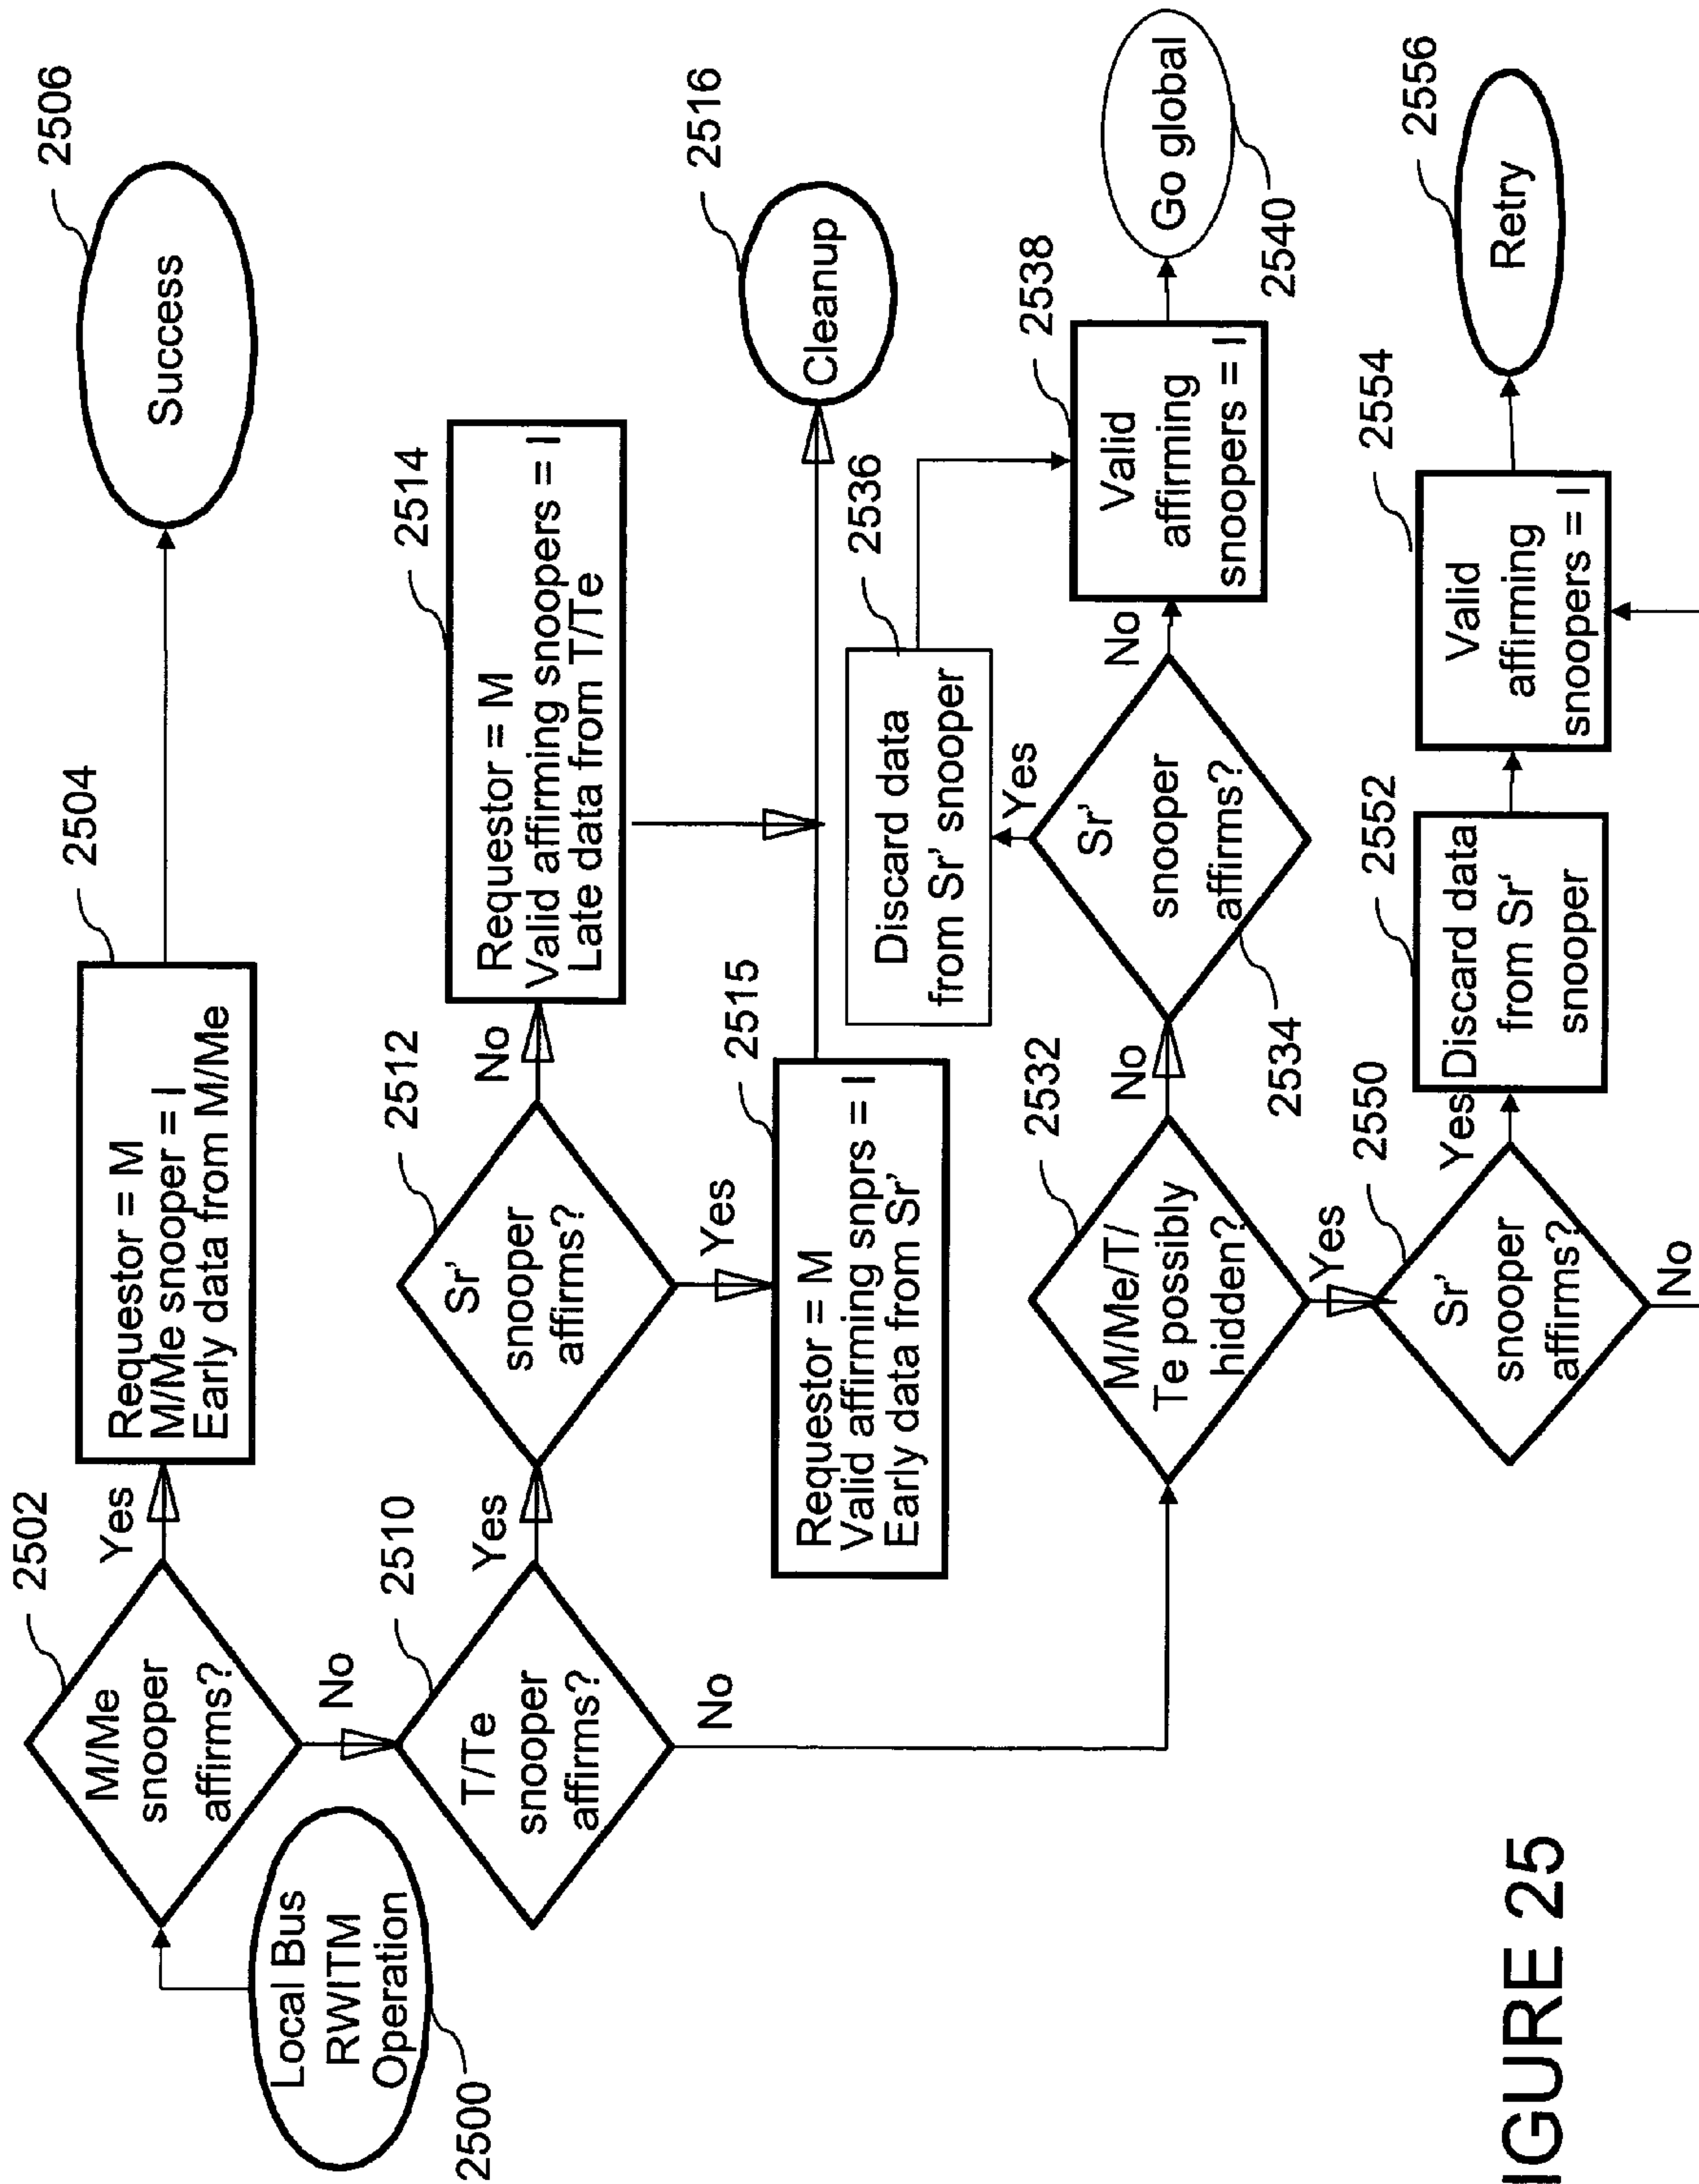 2500
Local Bus
RWITM
Operation
2502
M/Me
snooper
affirms?
Yes
No
2504
Requestor = M
M/Me snooper = I
Early data from M/Me
2506
Success
2510
T/Te
snooper
affirms?
Yes
No
2512
Sr'
snooper
affirms?
No
Yes
2514
Requestor = M
Valid affirming snoopers = I
Late data from T/Te
2515
Requestor = M
Valid affirming snprs = I
Early data from Sr'
2516
Cleanup
2532
M/Me/T/
Te possibly
hidden?
No
Yes
2534
Sr'
snooper
affirms?
Yes
No
2536
Discard data
from Sr' snooper
2538
Valid
affirming
snoopers = I
2540
Go global
2550
Sr'
snooper
affirms?
Yes
No
2552
Discard data
from Sr'
snooper
2554
Valid
affirming
snoopers = I
2556
Retry
IGURE 25